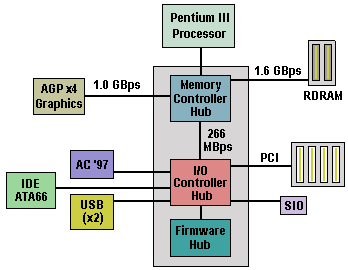 Pentium III
Processor
1.0 GBps
1.6 GBps
AGP x4
Graphics
Memory
Controller
Hub
RDRAM
266
MBps
AC '97
PCI
I/O
Controller
Hub
IDE
ATA66
USB
(x2)
SIO
Firmware
Hub